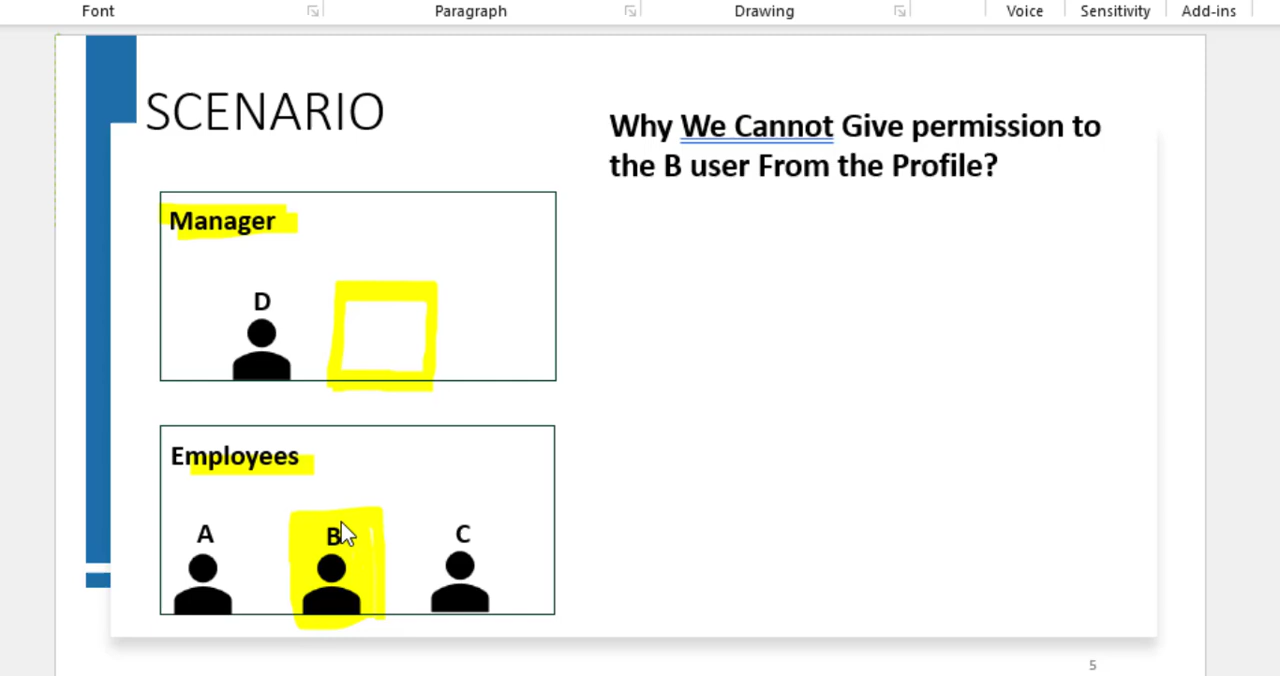 Font Paragraph Drawing Voice Sensitivity Add-ins
SCENARIO
Why We Cannot Give permission to
the B user From the Profile?
Manager
D
Employees
A B C
5